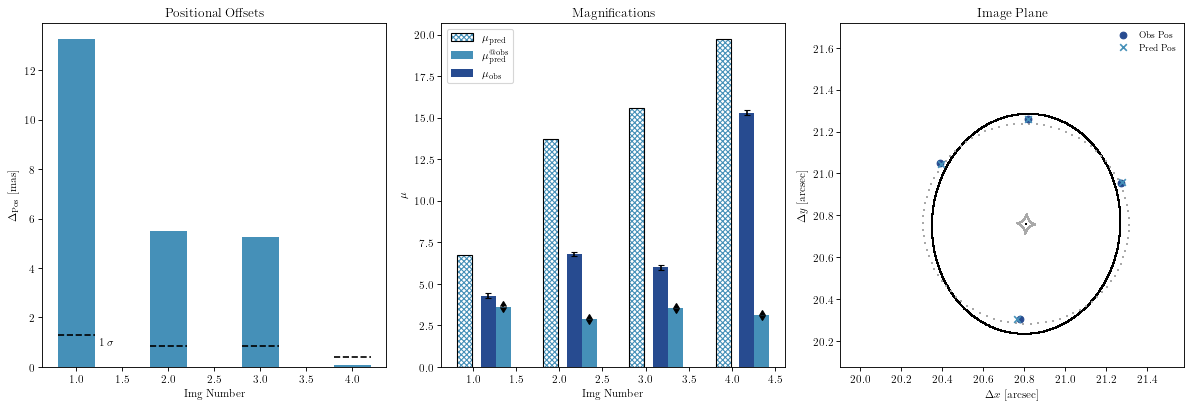 Positional Offsets
Δ_Pos [mas]
12
10
8
6
4
2
0
1 σ
1.0 1.5 2.0 2.5 3.0 3.5 4.0
Img Number
Magnifications
μ
20.0
17.5
15.0
12.5
10.0
7.5
5.0
2.5
0.0
μ_pred
μ_pred^@obs
μ_obs
1.0 1.5 2.0 2.5 3.0 3.5 4.0 4.5
Img Number
Image Plane
Δy [arcsec]
21.6
21.4
21.2
21.0
20.8
20.6
20.4
20.2
Obs Pos
Pred Pos
20.0 20.2 20.4 20.6 20.8 21.0 21.2 21.4
Δx [arcsec]